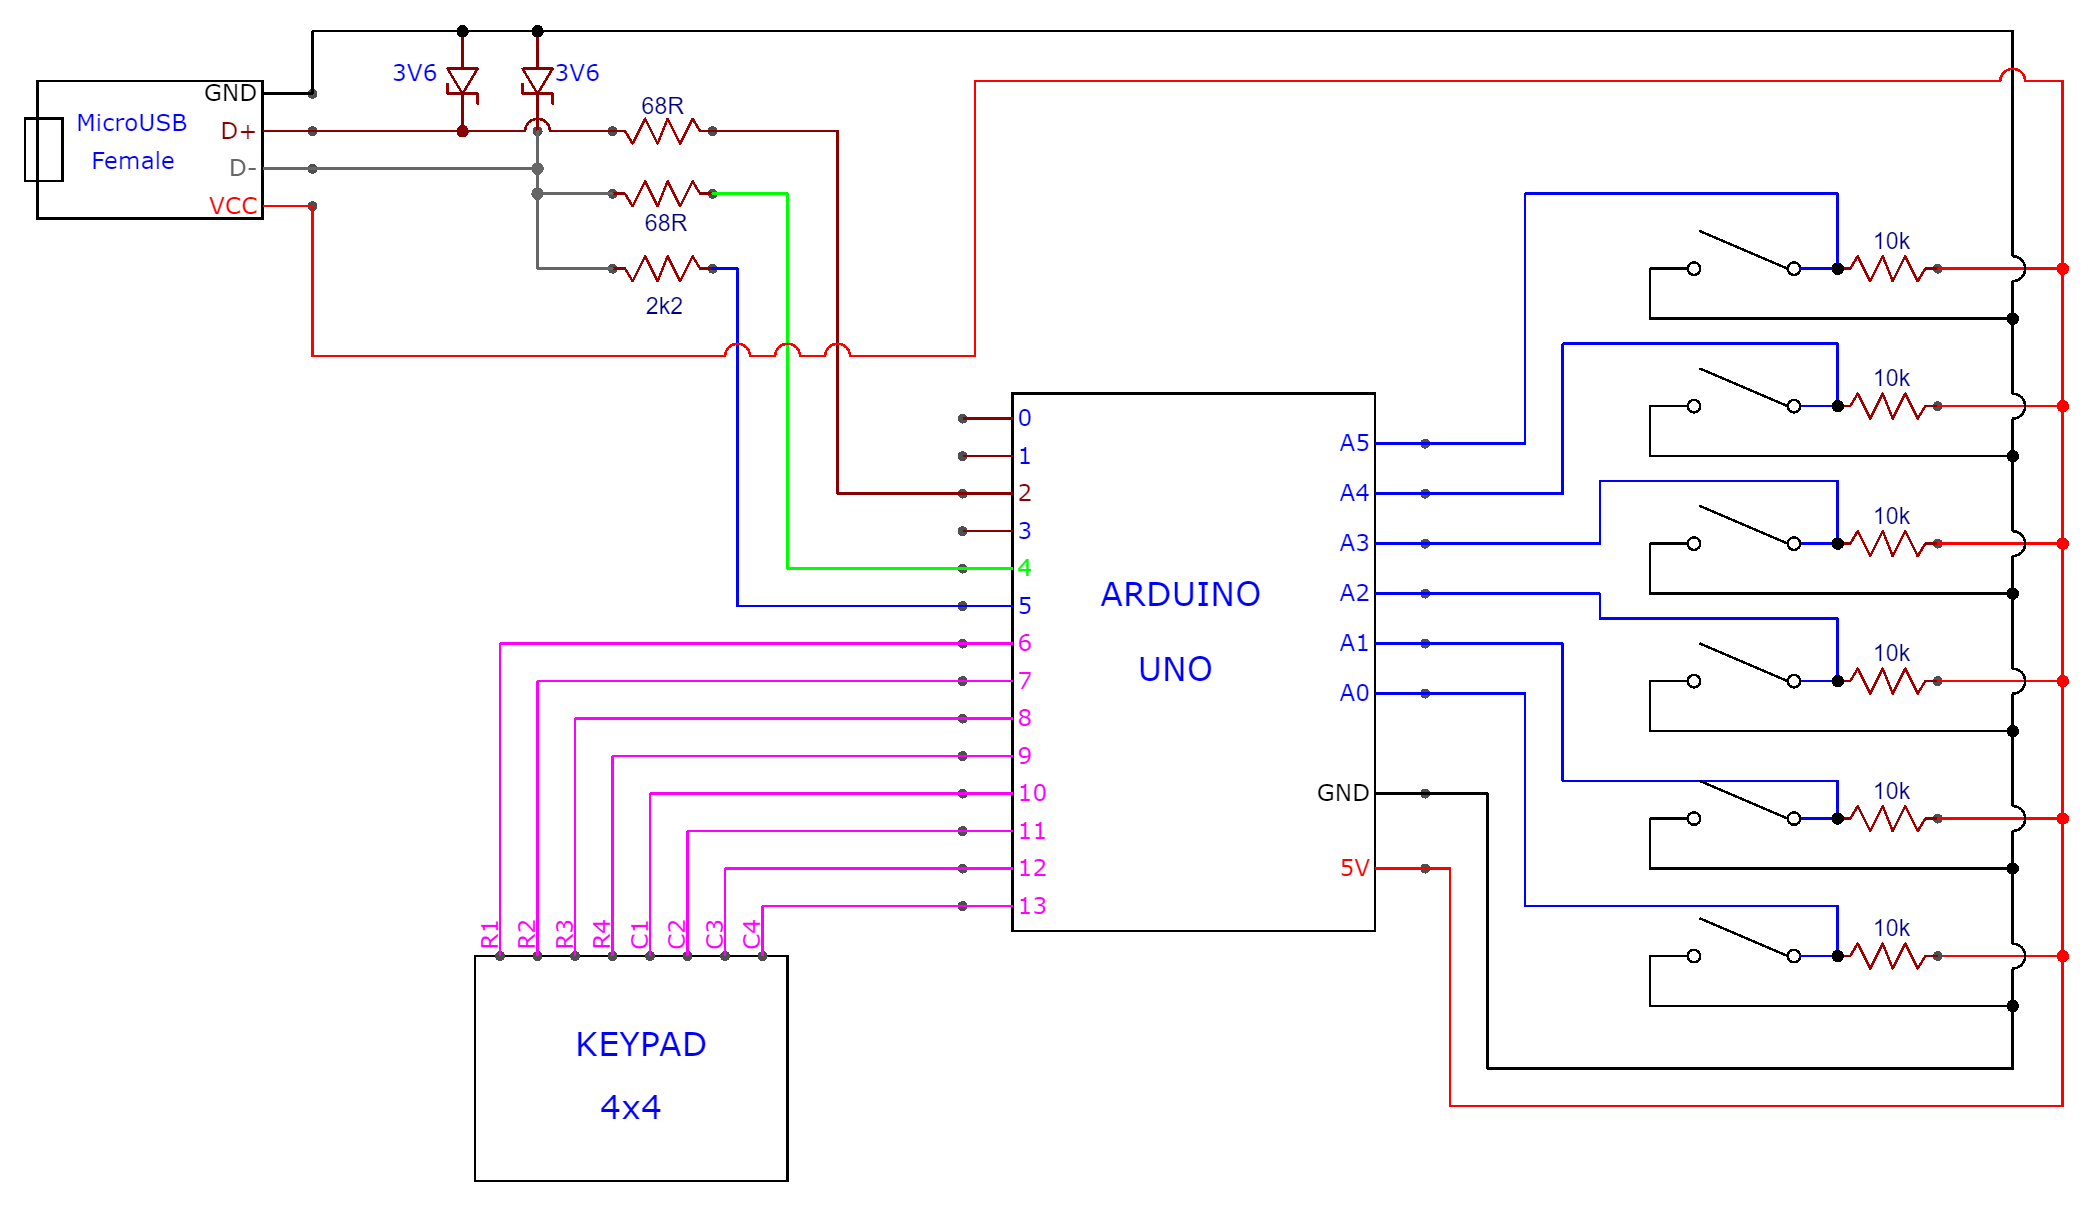 3V6
3V6
GND
MicroUSB
D+
Female
D-
VCC
68R
68R
2k2
10k
10k
10k
10k
10k
10k
0
1
2
3
4
5
6
7
8
9
10
11
12
13
ARDUINO
UNO
A5
A4
A3
A2
A1
A0
GND
5V
R1
R2
R3
R4
C1
C2
C3
C4
KEYPAD
4x4